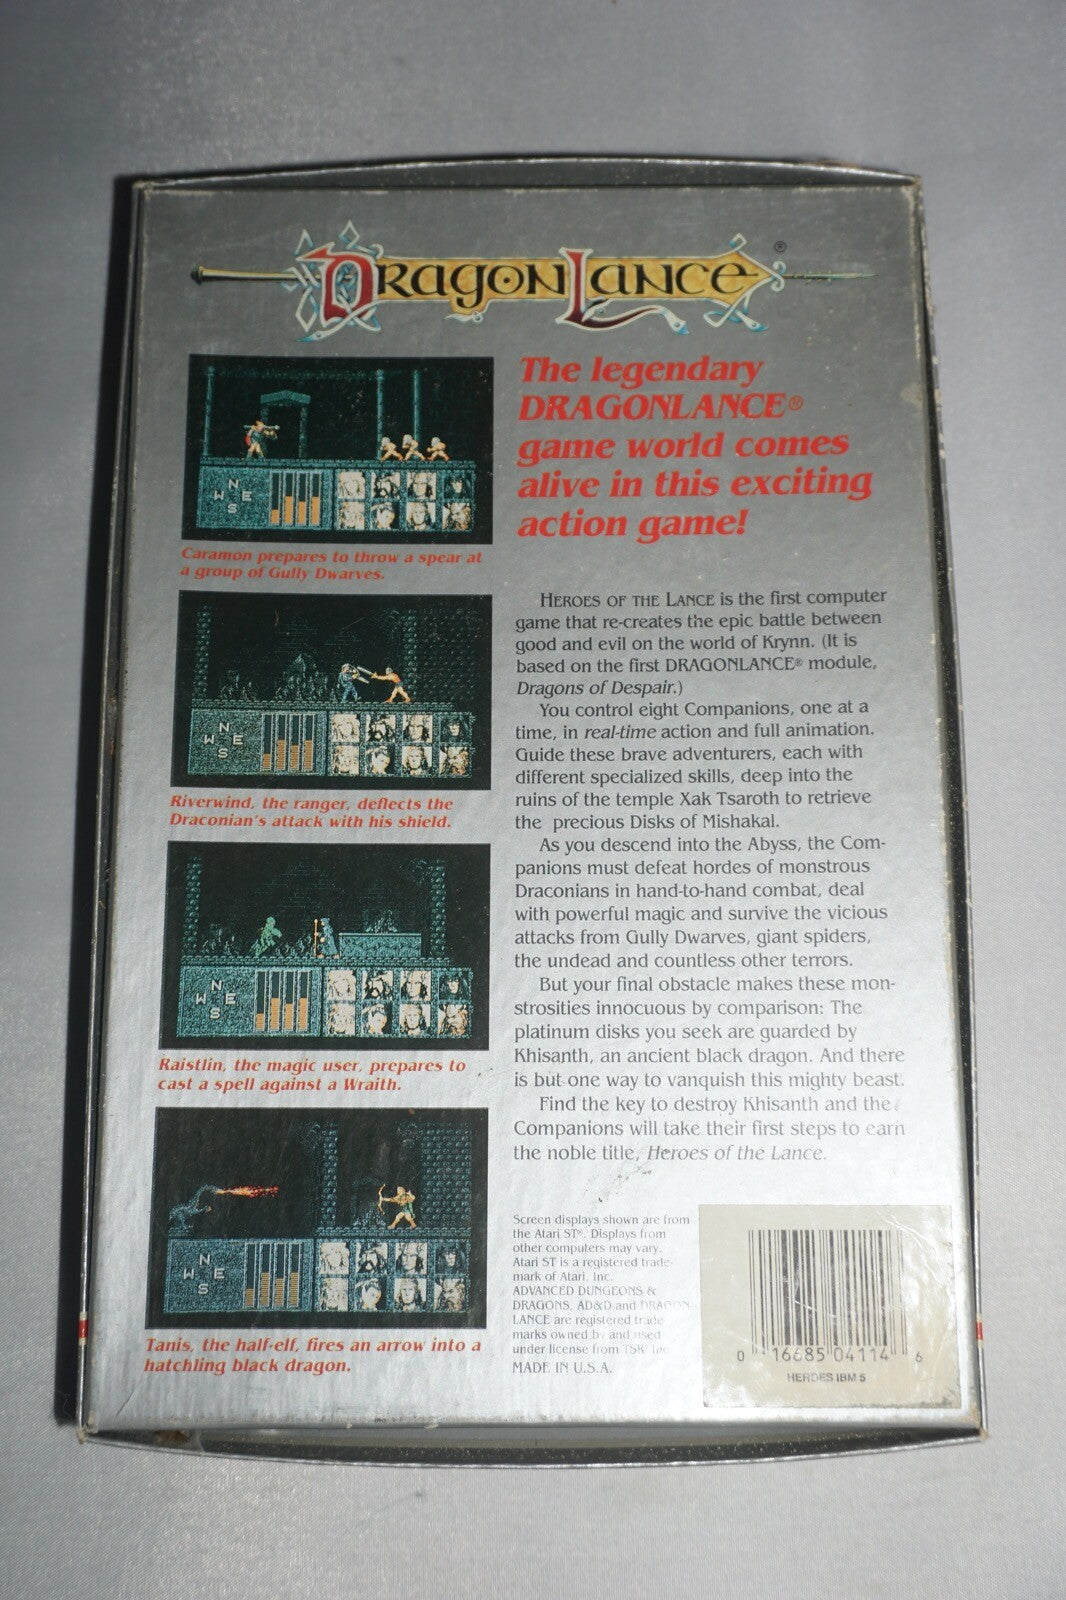 DRAGONLANCE®
The legendary
DRAGONLANCE®
game world comes
alive in this exciting
action game!
N
W E
S
Caramon prepares to throw a spear at
a group of Gully Dwarves.
N
W E
S
Riverwind, the ranger, deflects the
Draconian's attack with his shield.
N
W E
S
Raistlin, the magic user, prepares to
cast a spell against a Wraith.
N
W E
S
Tanis, the half-elf, fires an arrow into a
hatchling black dragon.
HEROES OF THE LANCE is the first computer
game that re-creates the epic battle between
good and evil on the world of Krynn. (It is
based on the first DRAGONLANCE® module,
Dragons of Despair.)
You control eight Companions, one at a
time, in real-time action and full animation.
Guide these brave adventurers, each with
different specialized skills, deep into the
ruins of the temple Xak Tsaroth to retrieve
the precious Disks of Mishakal.
As you descend into the Abyss, the Com-
panions must defeat hordes of monstrous
Draconians in hand-to-hand combat, deal
with powerful magic and survive the vicious
attacks from Gully Dwarves, giant spiders,
the undead and countless other terrors.
But your final obstacle makes these mon-
strosities innocuous by comparison: The
platinum disks you seek are guarded by
Khisanth, an ancient black dragon. And there
is but one way to vanquish this mighty beast.
Find the key to destroy Khisanth and the
Companions will take their first steps to earn
the noble title, Heroes of the Lance.
Screen displays shown are from
the Atari ST®. Displays from
other computers may vary.
Atari ST is a registered trade-
mark of Atari, Inc.
ADVANCED DUNGEONS &
DRAGONS, AD&D and DRAGON
LANCE are registered trade
marks owned by and used
under license from TSR, Inc.
MADE IN U.S.A.
0 16685 04114 6
HEROES IBM 5